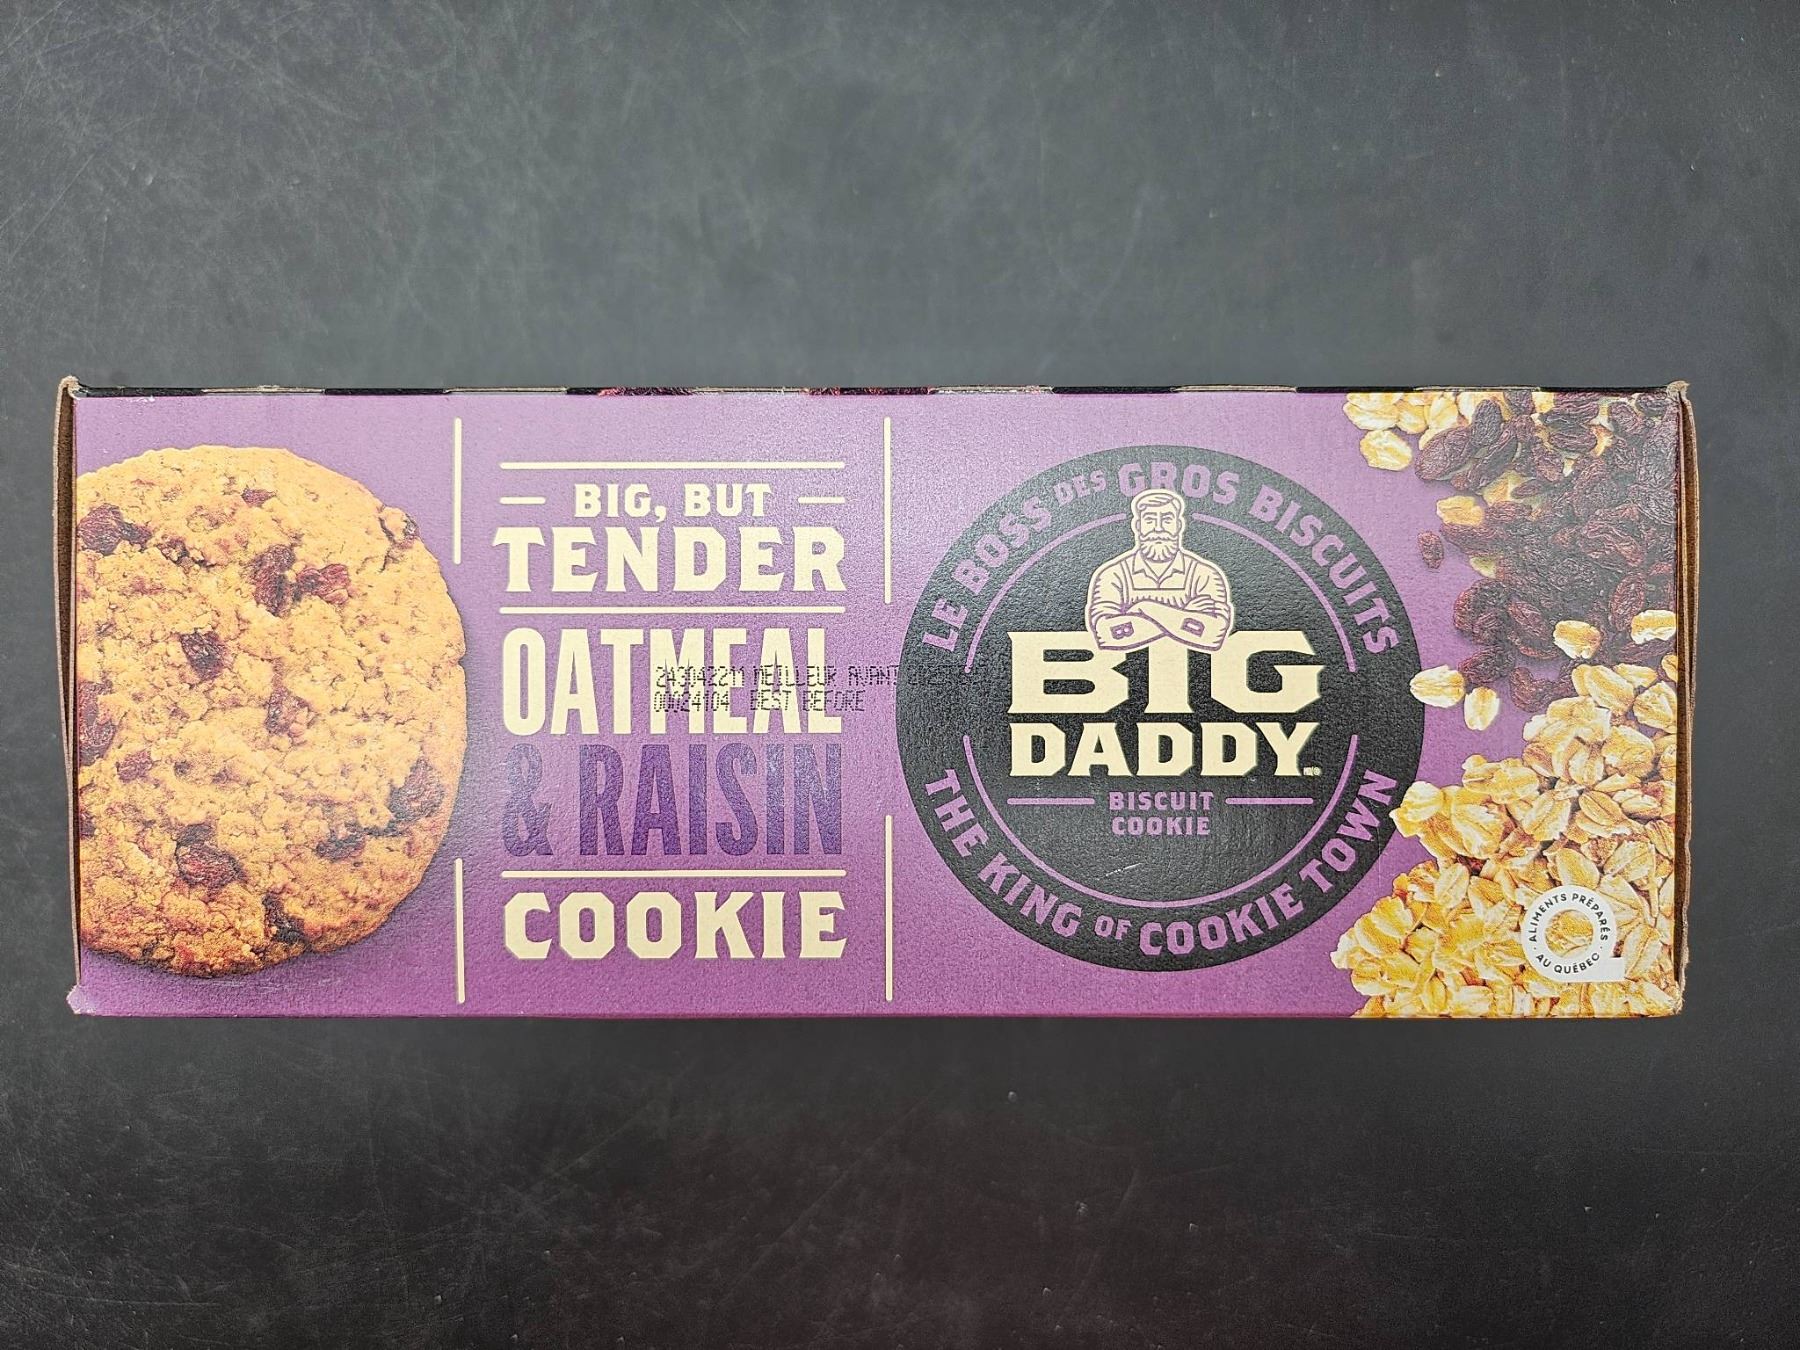 BIG, BUT
TENDER
OATMEAL
& RAISIN
COOKIE
MEILLEUR AVANT
BEST BEFORE
LE BOSS DES GROS BISCUITS
B D
BIG
DADDY
BISCUIT
COOKIE
THE KING OF COOKIE TOWN
ALIMENTS PRÉPARÉS
AU QUÉBEC